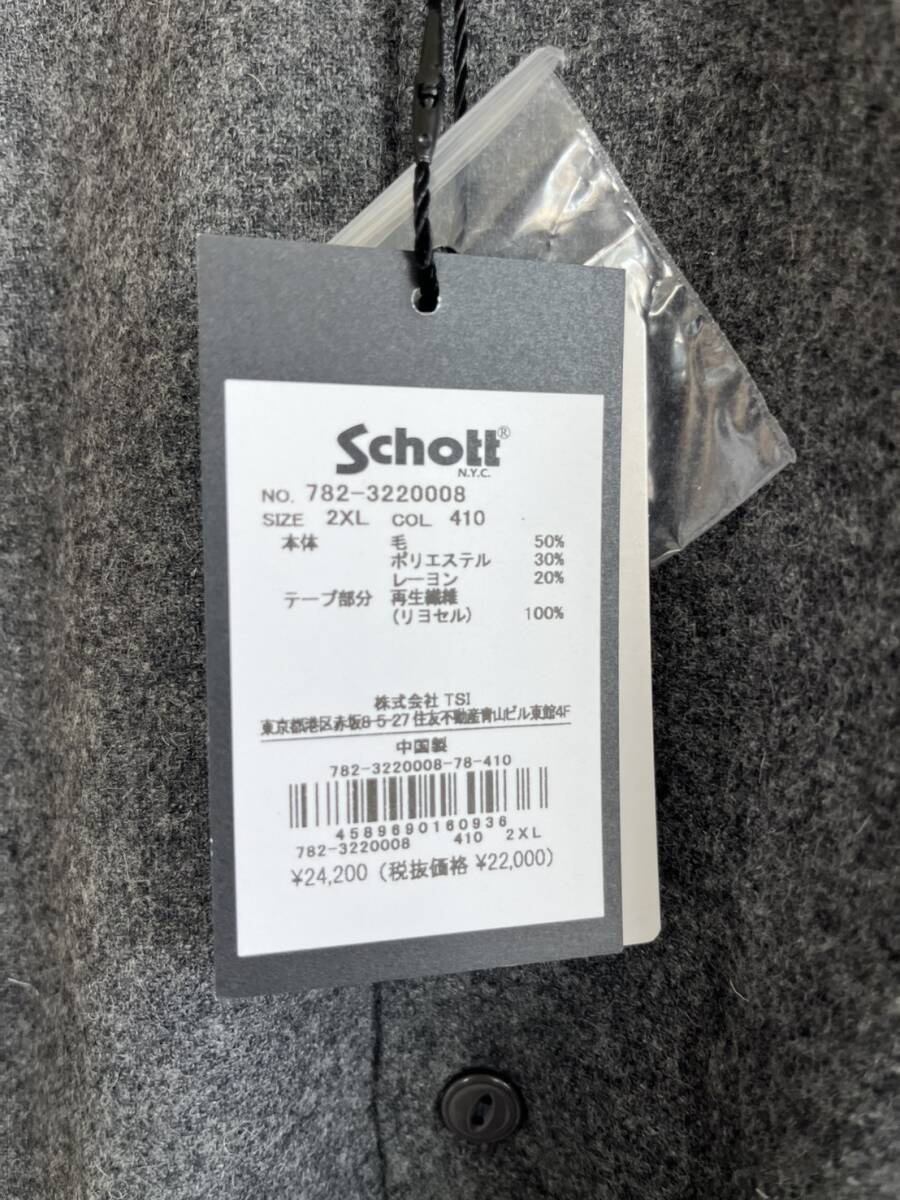 Schott®
N.Y.C.
NO. 782-3220008
SIZE 2XL COL 410
本体 毛 50%
ポリエステル 30%
レーヨン 20%
テープ部分 再生繊維
(リヨセル) 100%
株式会社 TSI
東京都港区赤坂8-5-27 住友不動産青山ビル東館4F
中国製
782-3220008-78-410
4589690160936
782-3220008 410 2XL
¥24,200 (税抜価格 ¥22,000)